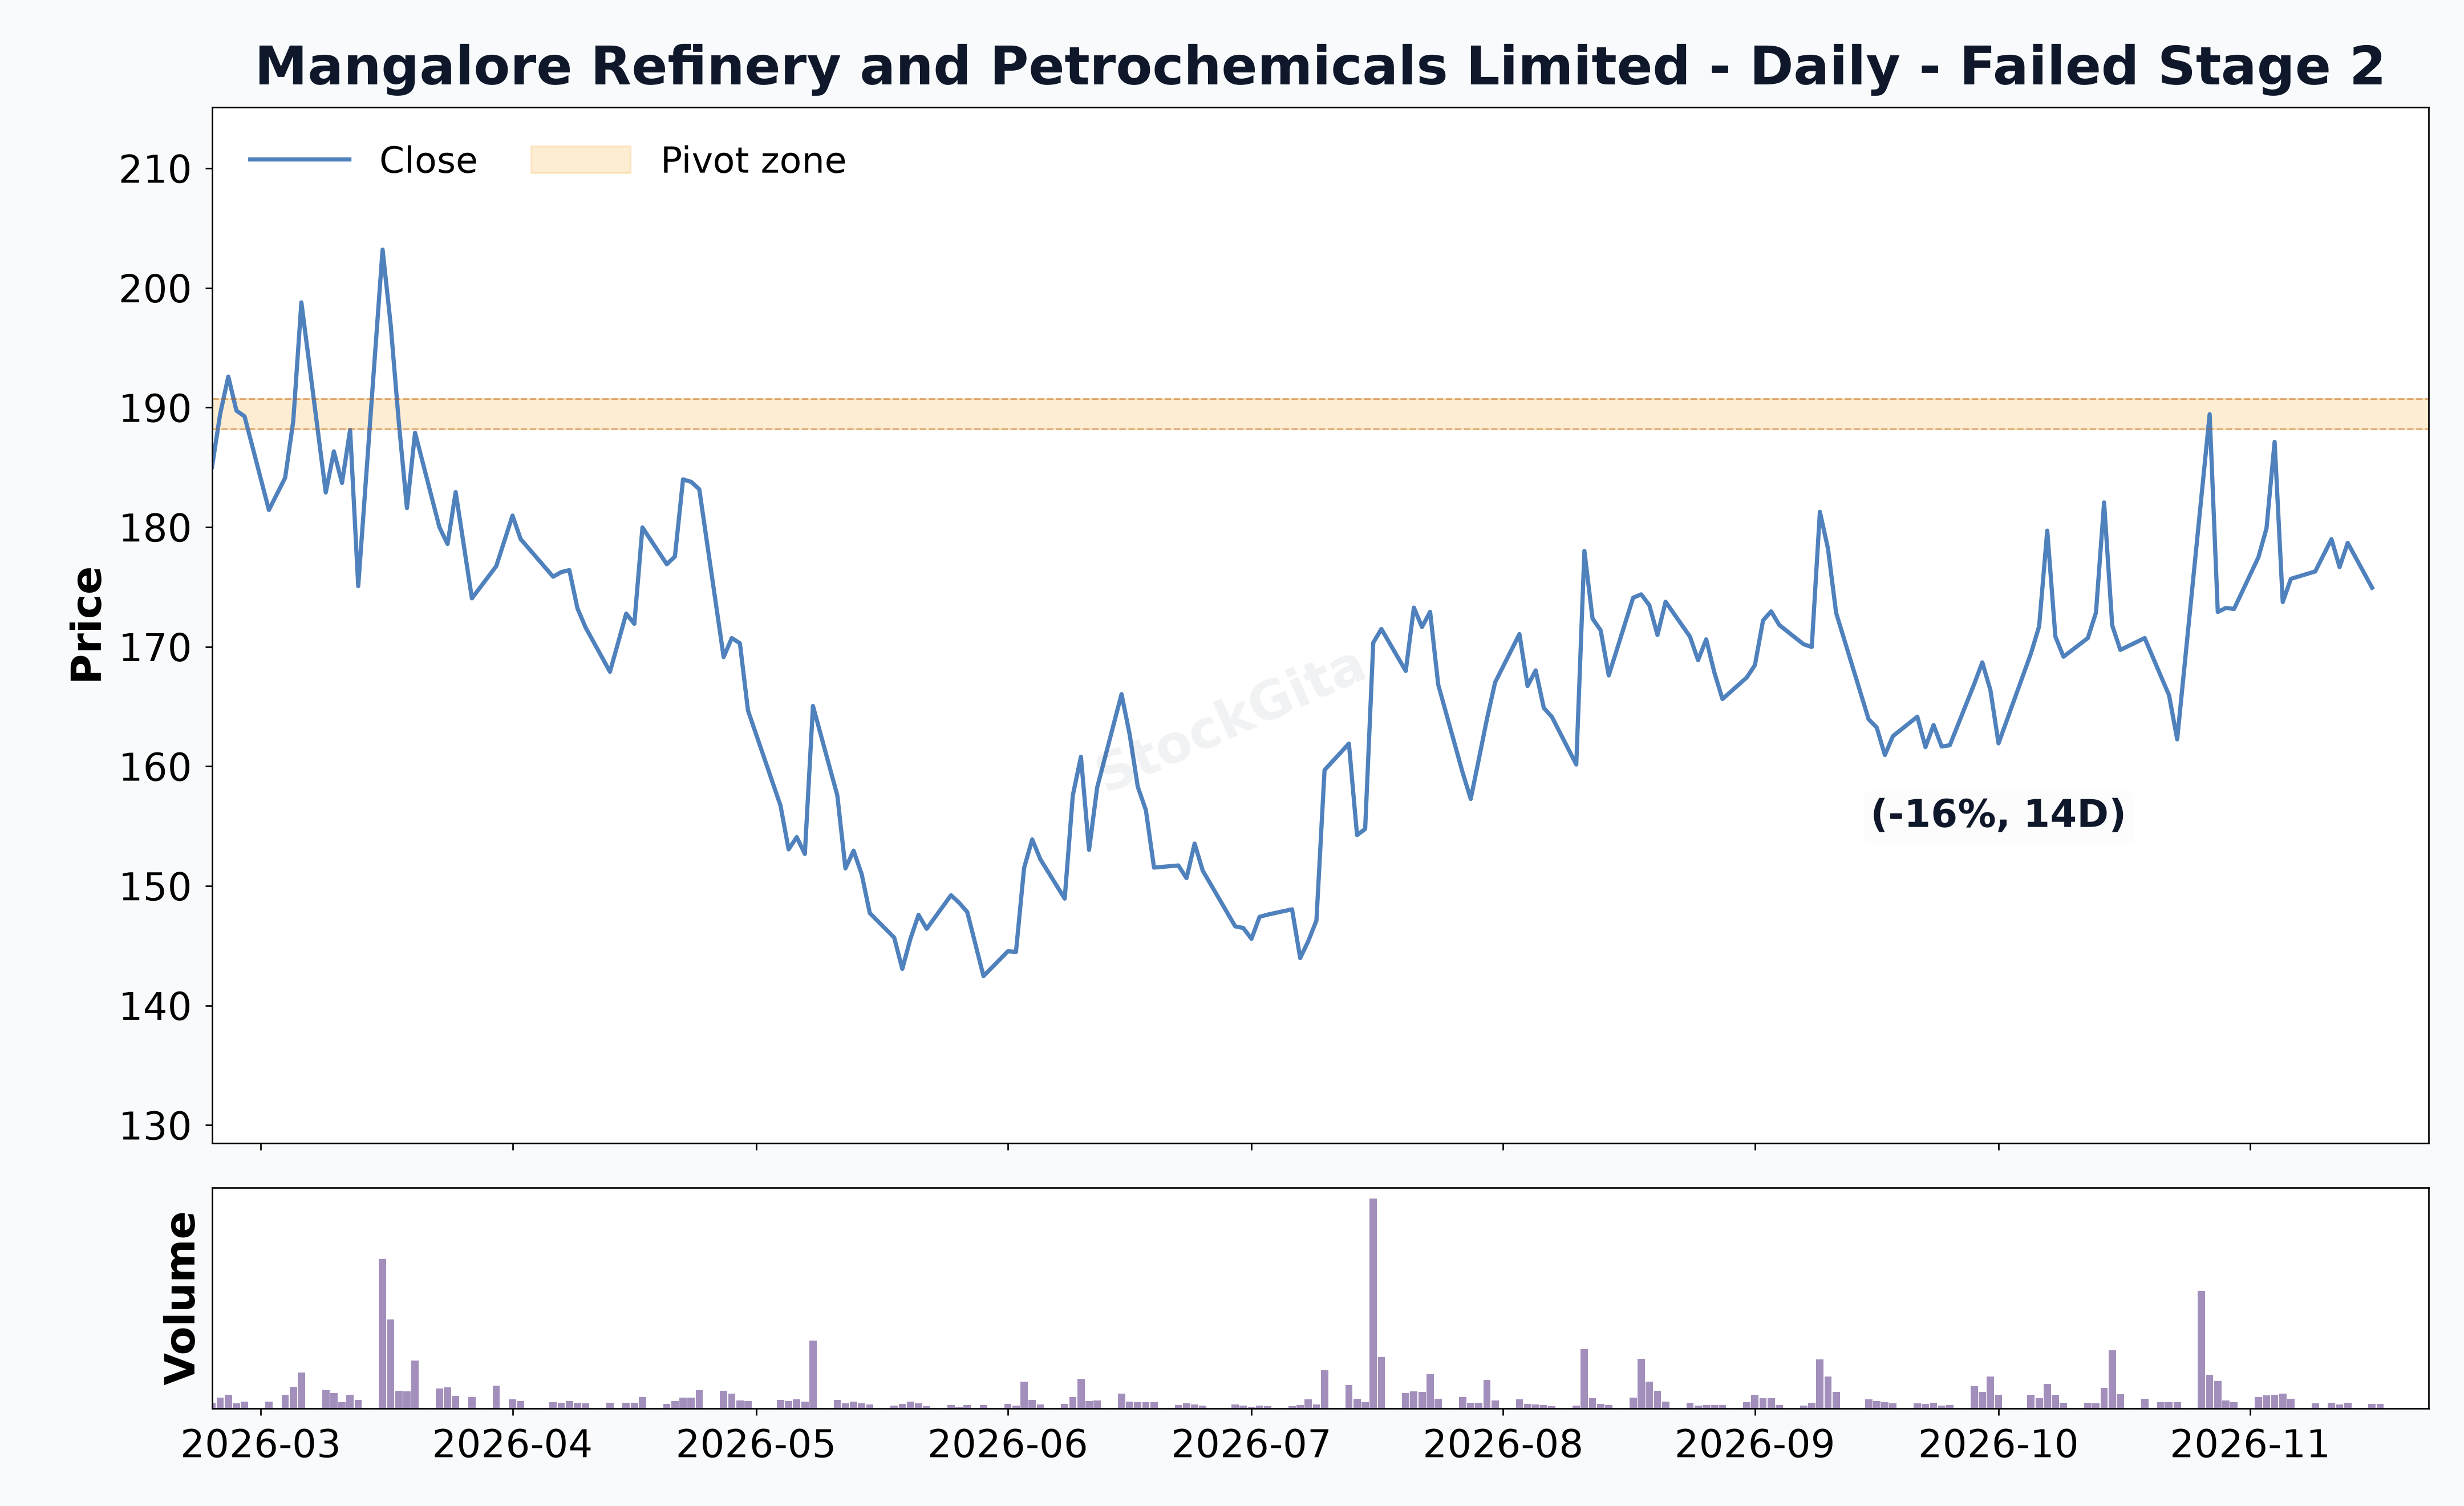 Mangalore Refinery and Petrochemicals Limited - Daily - Failed Stage 2
Close
Pivot zone
210
200
190
180
170
160
150
140
130
Price
StockGita
(-16%, 14D)
Volume
2026-03
2026-04
2026-05
2026-06
2026-07
2026-08
2026-09
2026-10
2026-11